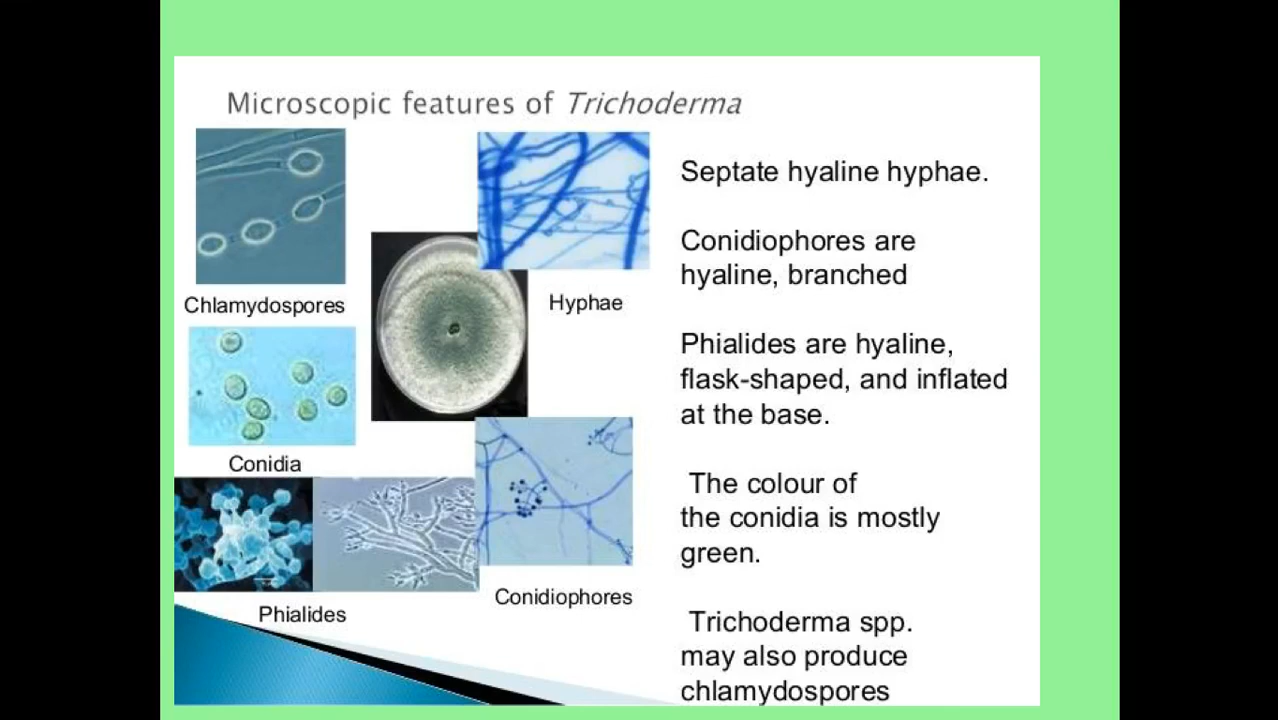 Microscopic features of Trichoderma
Chlamydospores
Hyphae
Conidia
Phialides
Conidiophores
Septate hyaline hyphae.
Conidiophores are
hyaline, branched
Phialides are hyaline,
flask-shaped, and inflated
at the base.
The colour of
the conidia is mostly
green.
Trichoderma spp.
may also produce
chlamydospores